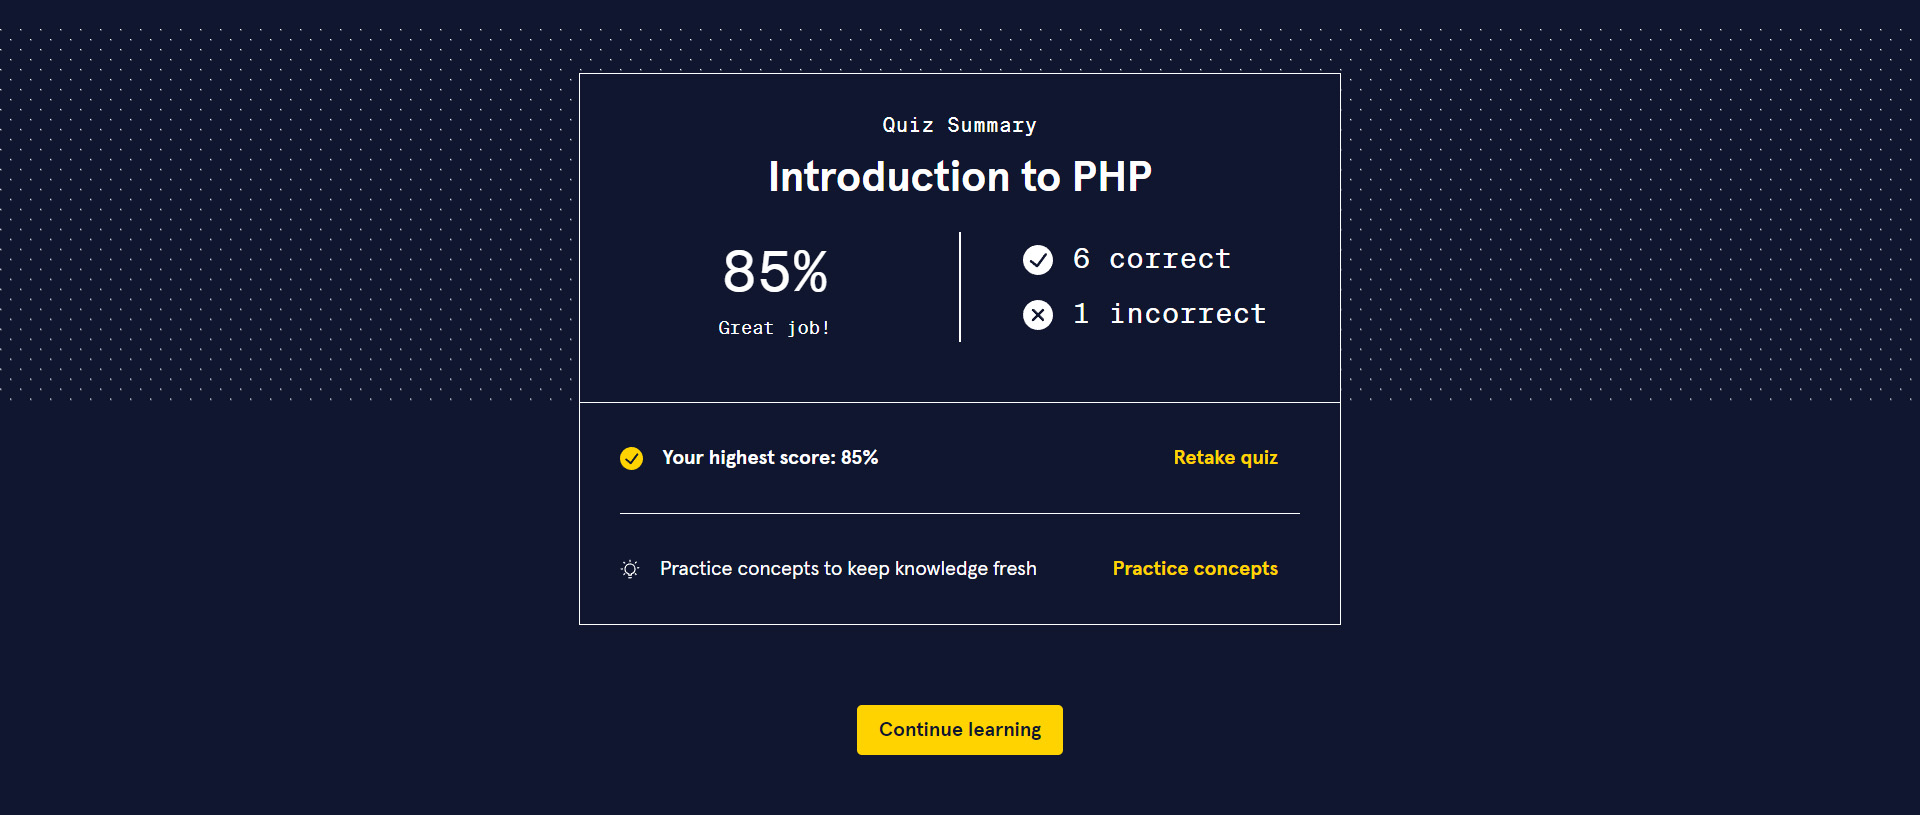 Quiz Summary
Introduction to PHP
85%
Great job!
6 correct
1 incorrect
Your highest score: 85%
Retake quiz
Practice concepts to keep knowledge fresh
Practice concepts
Continue learning